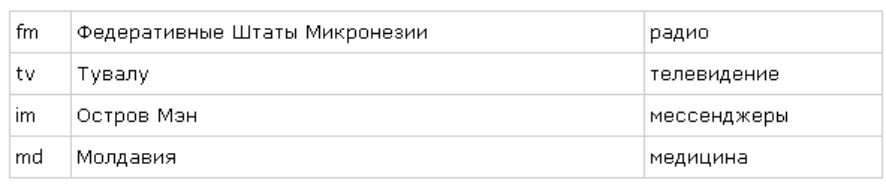 fm Федеративные Штаты Микронезии радио
tv Тувалу телевидение
im Остров Мэн мессенджеры
md Молдавия медицина